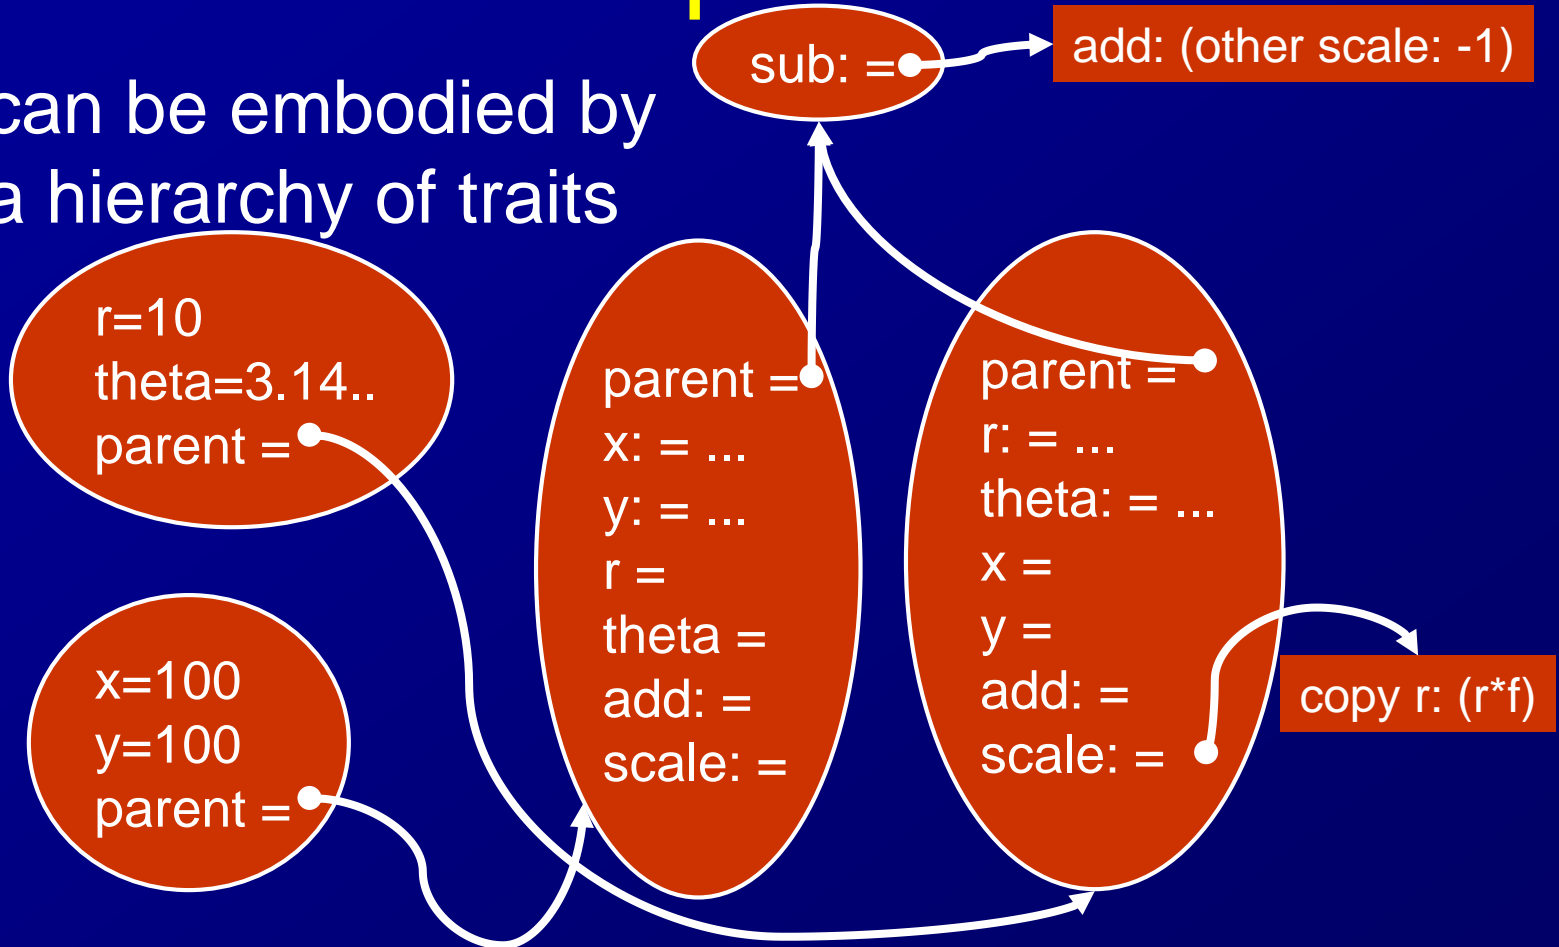 can be embodied by
a hierarchy of traits
sub: =
add: (other scale: -1)
r=10
theta=3.14..
parent =
x=100
y=100
parent =
parent =
x: = ...
y: = ...
r =
theta =
add: =
scale: =
parent =
r: = ...
theta: = ...
x =
y =
add: =
scale: =
copy r: (r*f)